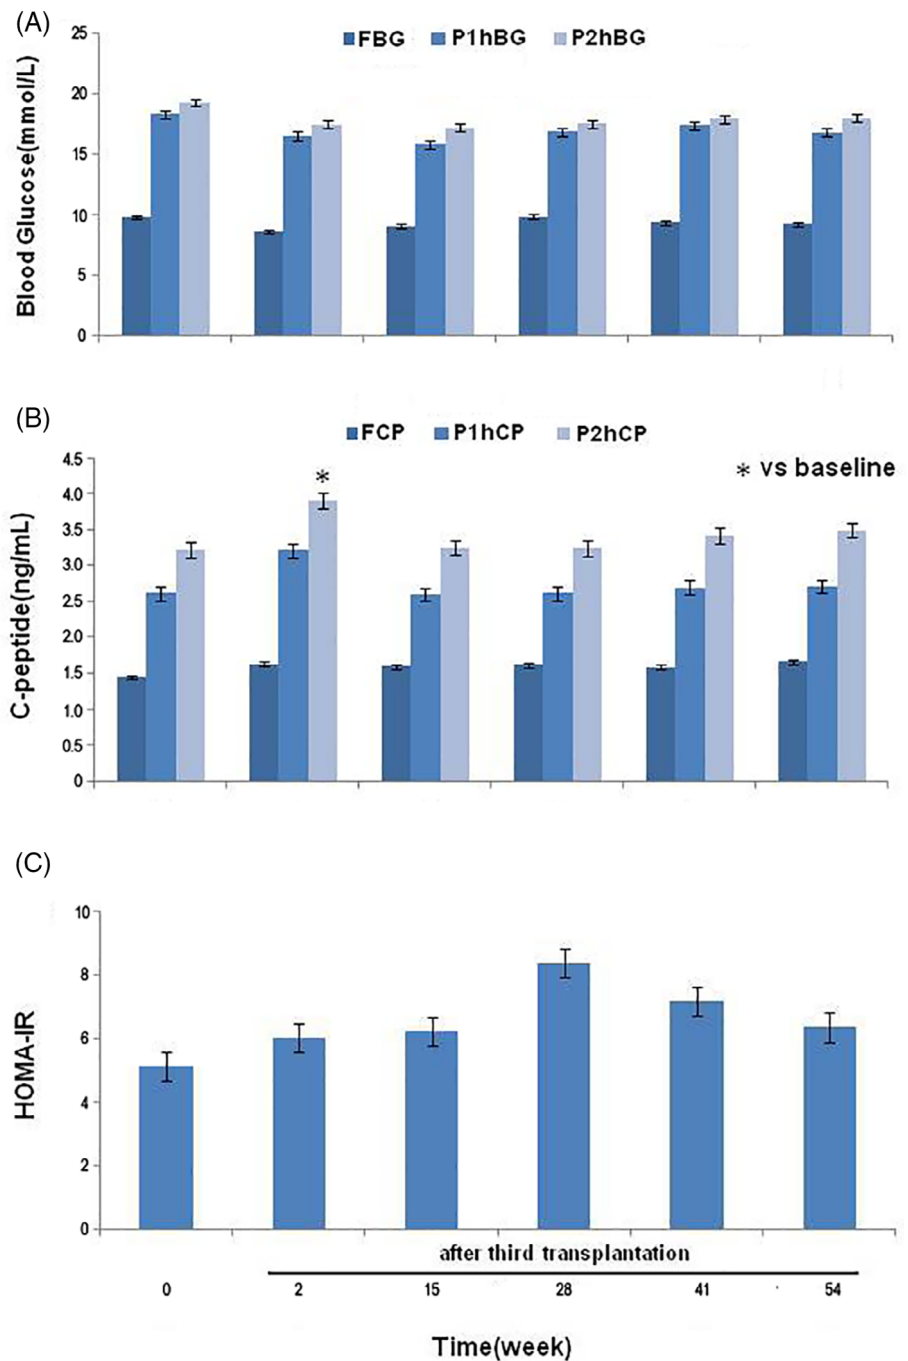 (A)
FBG P1hBG P2hBG
Blood Glucose(mmol/L)
25
20
15
10
5
0
(B)
FCP P1hCP P2hCP
* vs baseline
*
C-peptide(ng/mL)
4.5
4.0
3.5
3.0
2.5
2.0
1.5
1.0
0.5
0
(C)
HOMA-IR
10
8
6
4
2
0
after third transplantation
0 2 15 28 41 54
Time(week)